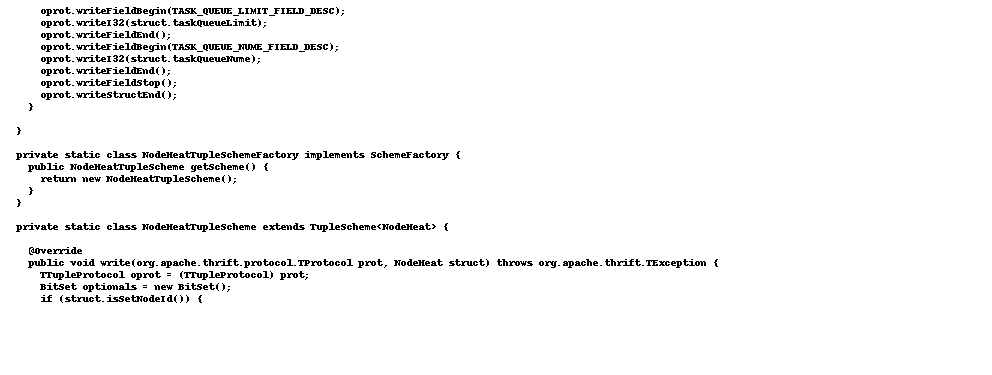 oprot.writeFieldBegin(TASK_QUEUE_LIMIT_FIELD_DESC);
oprot.writeI32(struct.taskQueueLimit);
oprot.writeFieldEnd();
oprot.writeFieldBegin(TASK_QUEUE_NUME_FIELD_DESC);
oprot.writeI32(struct.taskQueueNume);
oprot.writeFieldEnd();
oprot.writeFieldStop();
oprot.writeStructEnd();
}
}
private static class NodeHeatTupleSchemeFactory implements SchemeFactory {
public NodeHeatTupleScheme getScheme() {
return new NodeHeatTupleScheme();
}
}
private static class NodeHeatTupleScheme extends TupleScheme<NodeHeat> {
@Override
public void write(org.apache.thrift.protocol.TProtocol prot, NodeHeat struct) throws org.apache.thrift.TException {
TTupleProtocol oprot = (TTupleProtocol) prot;
BitSet optionals = new BitSet();
if (struct.isSetNodeId()) {